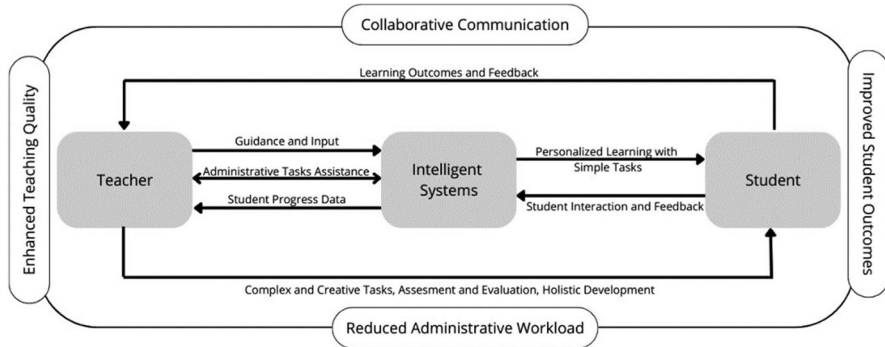 Collaborative Communication
Learning Outcomes and Feedback
Enhanced Teaching Quality
Improved Student Outcomes
Guidance and Input
Administrative Tasks Assistance
Student Progress Data
Teacher
Intelligent
Systems
Personalized Learning with
Simple Tasks
Student Interaction and Feedback
Student
Complex and Creative Tasks, Assesment and Evaluation, Holistic Development
Reduced Administrative Workload